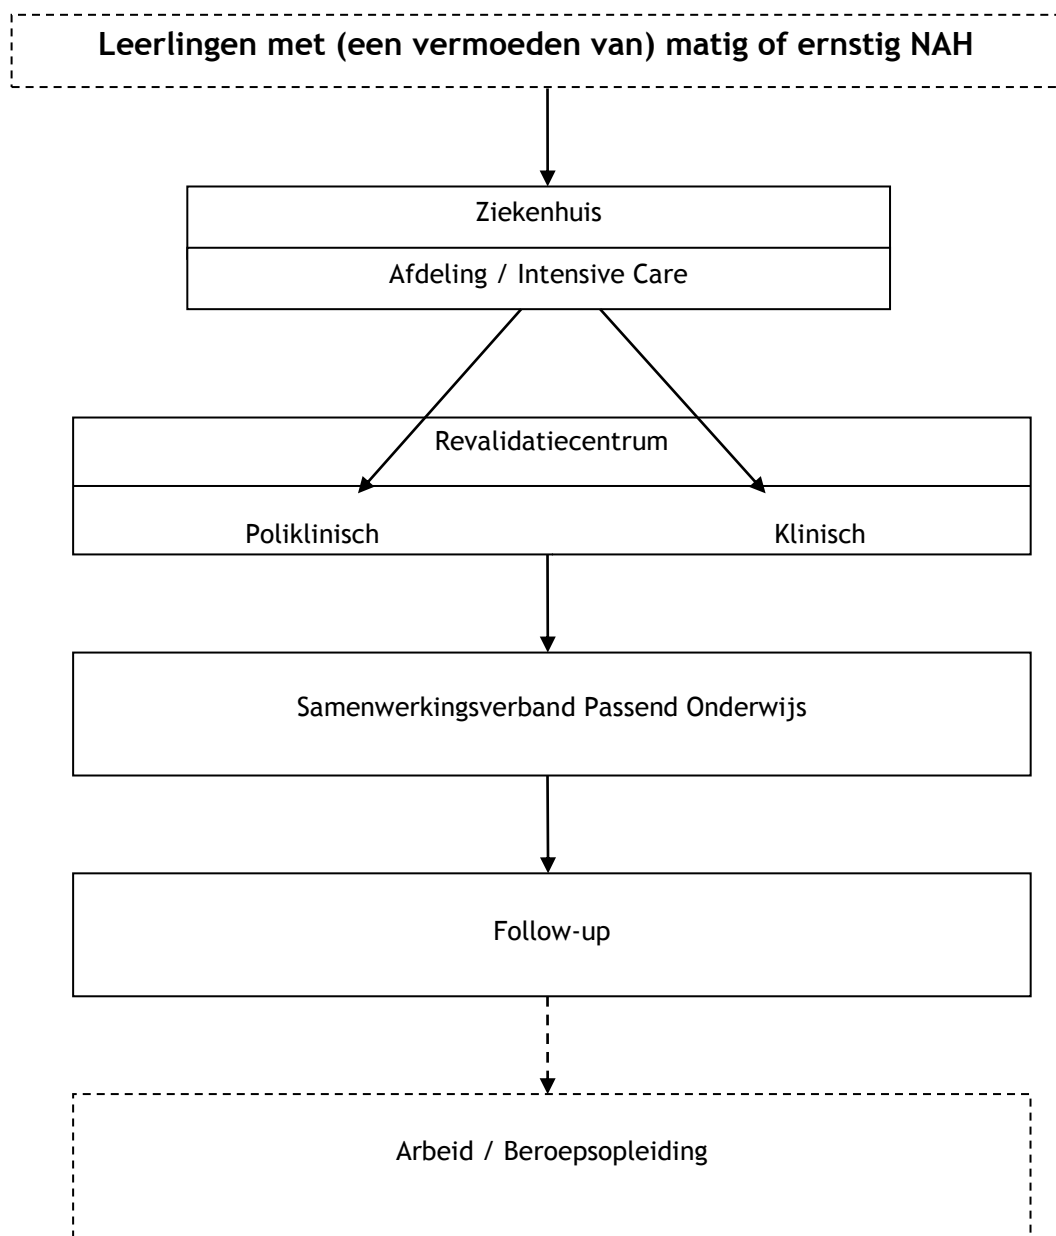 Leerlingen met (een vermoeden van) matig of ernstig NAH
Ziekenhuis
Afdeling / Intensive Care
Revalidatiecentrum
Poliklinisch
Klinisch
Samenwerkingsverband Passend Onderwijs
Follow-up
Arbeid / Beroepsopleiding